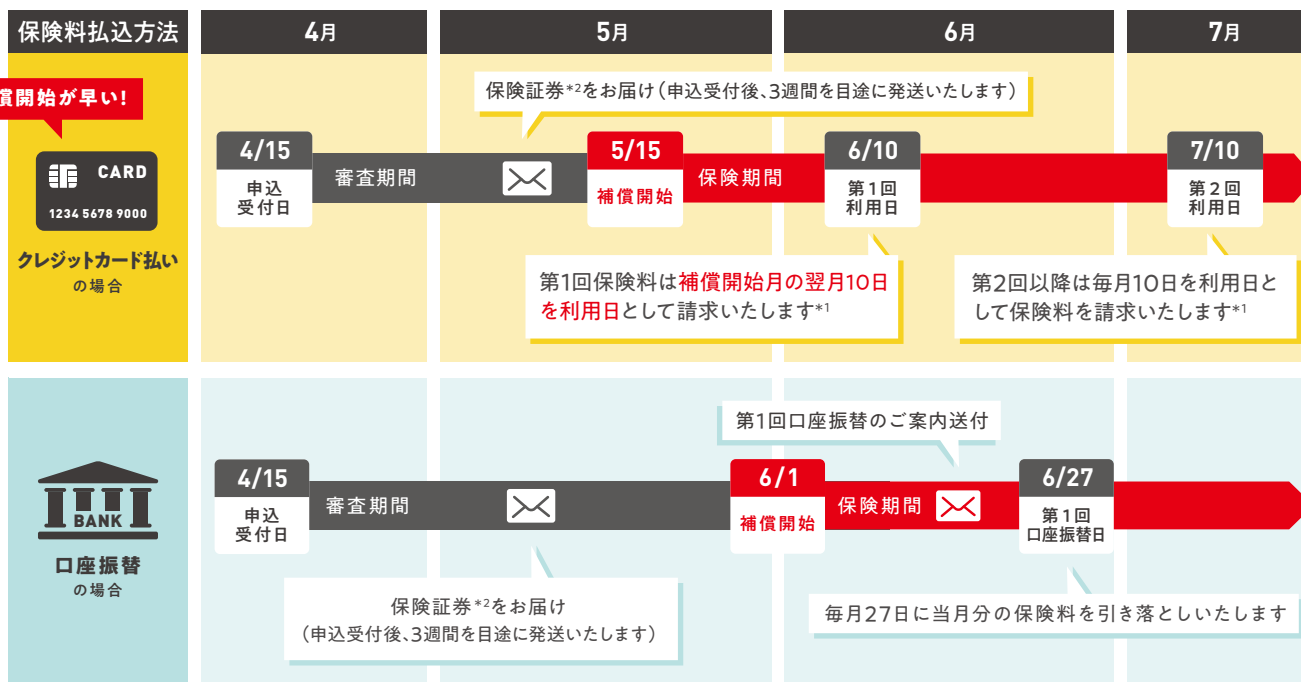 保険料払込方法
4月
5月
6月
7月
償開始が早い!
CARD
1234 5678 9000
クレジットカード払い
の場合
保険証券*2をお届け(申込受付後、3週間を目途に発送いたします)
4/15
申込
受付日
審査期間
5/15
補償開始
保険期間
6/10
第1回
利用日
7/10
第2回
利用日
第1回保険料は補償開始月の翌月10日
を利用日として請求いたします*1
第2回以降は毎月10日を利用日と
して保険料を請求いたします*1
BANK
口座振替
の場合
第1回口座振替のご案内送付
4/15
申込
受付日
審査期間
6/1
補償開始
保険期間
6/27
第1回
口座振替日
保険証券*2をお届け
(申込受付後、3週間を目途に発送いたします)
毎月27日に当月分の保険料を引き落としいたします